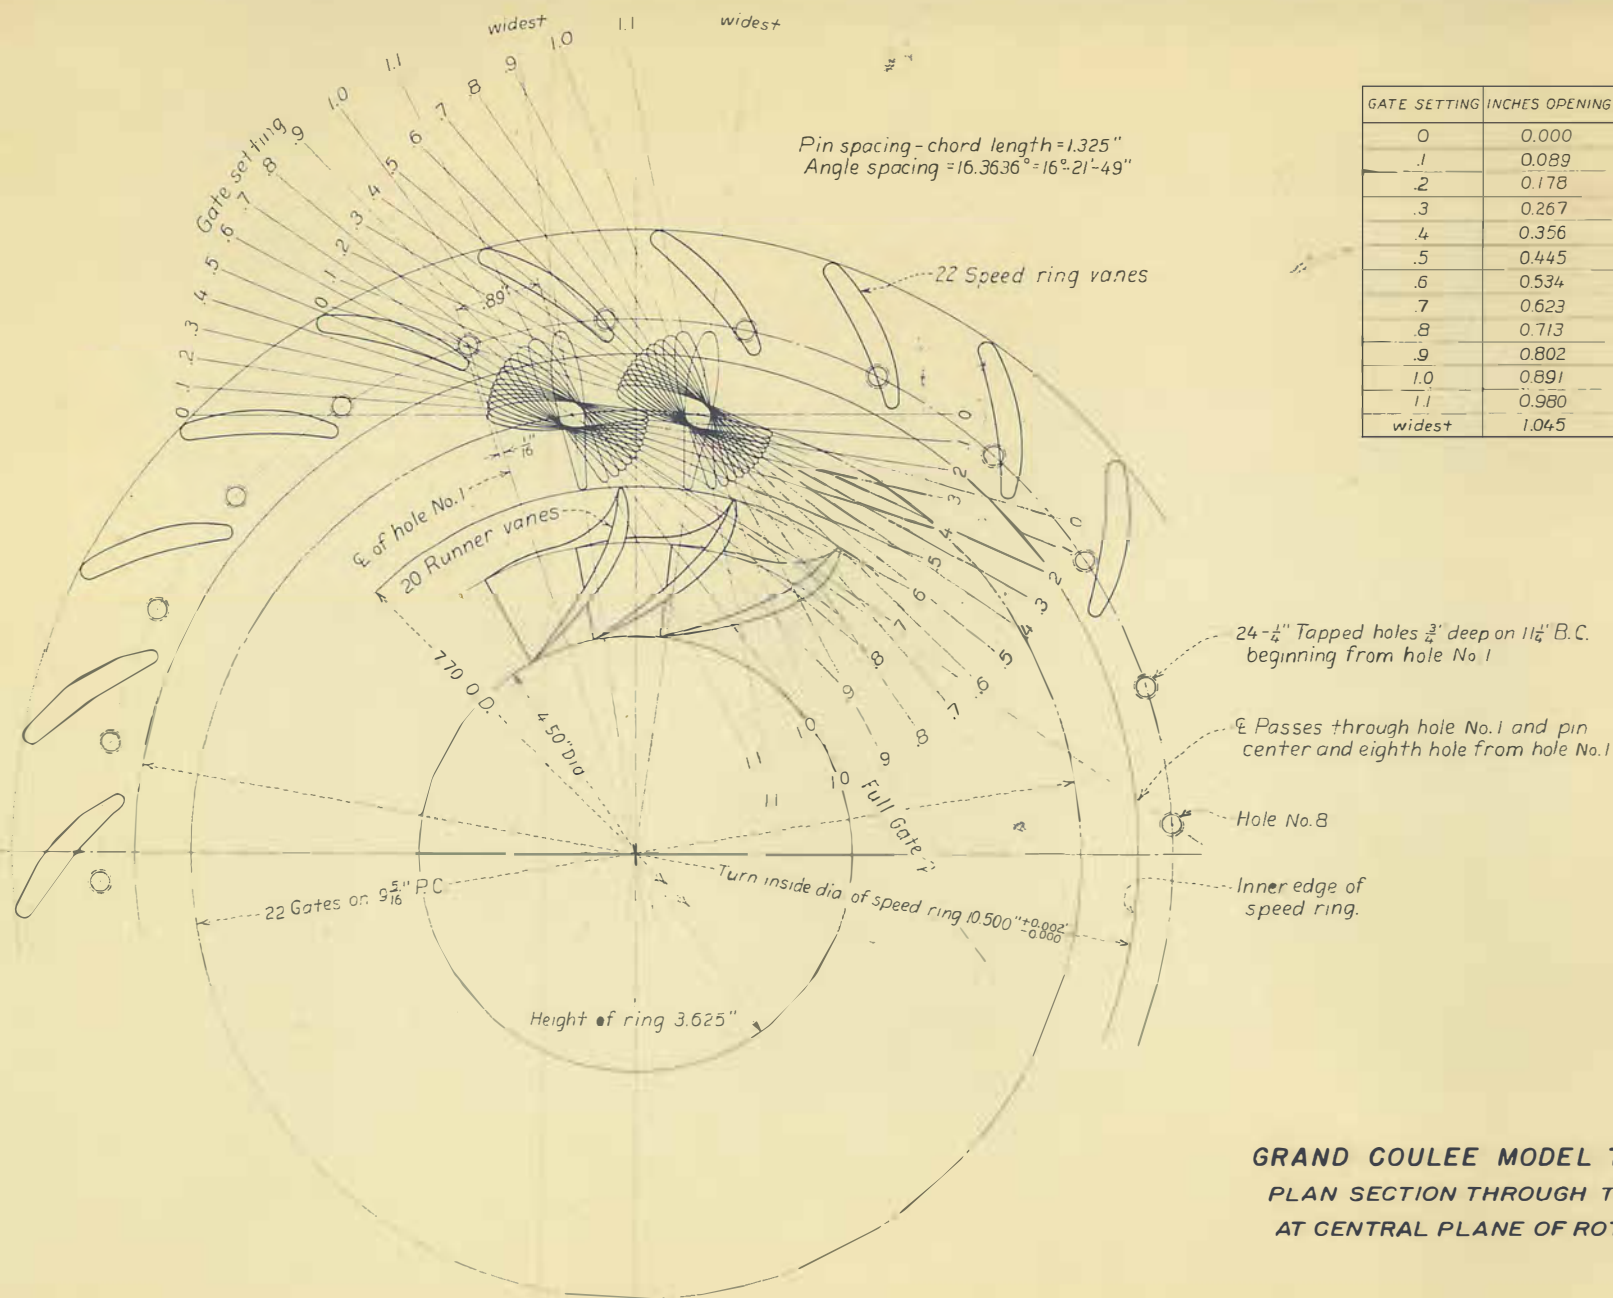 widest 1.1 widest
1.0
.9
1.1
.8
1.0
.7
.9
.6
.8
.5
.7
.4
.6
.3
.5
.2
.4
.1
.3
0
.2
.1
0
Gate setting
Pin spacing-chord length=1.325"
Angle spacing =16.3636°=16°-21'-49"
GATE SETTING INCHES OPENING
0 0.000
.1 0.089
.2 0.178
.3 0.267
.4 0.356
.5 0.445
.6 0.534
.7 0.623
.8 0.713
.9 0.802
1.0 0.891
1.1 0.980
widest 1.045
22 Speed ring vanes
.89"
1/16"
℄ of hole No.1
20 Runner vanes
0
.1
.2
.3
.4
.5
.6
.7
.8
.9
10
11
0
.2
.3
.4
.5
.6
.7
.8
.9
10
11
Full Gate
7.70 O.D.
4.50"Dia
24-1/4" Tapped holes 3/4" deep on 11 1/4" B.C.
beginning from hole No 1
℄ Passes through hole No.1 and pin
center and eighth hole from hole No.1
Hole No.8
Inner edge of
speed ring.
22 Gates on 9 5/16" P.C
Turn inside dia. of speed ring 10.500" +0.002" -0.000
Height of ring 3.625"
GRAND COULEE MODEL T
PLAN SECTION THROUGH T
AT CENTRAL PLANE OF ROT